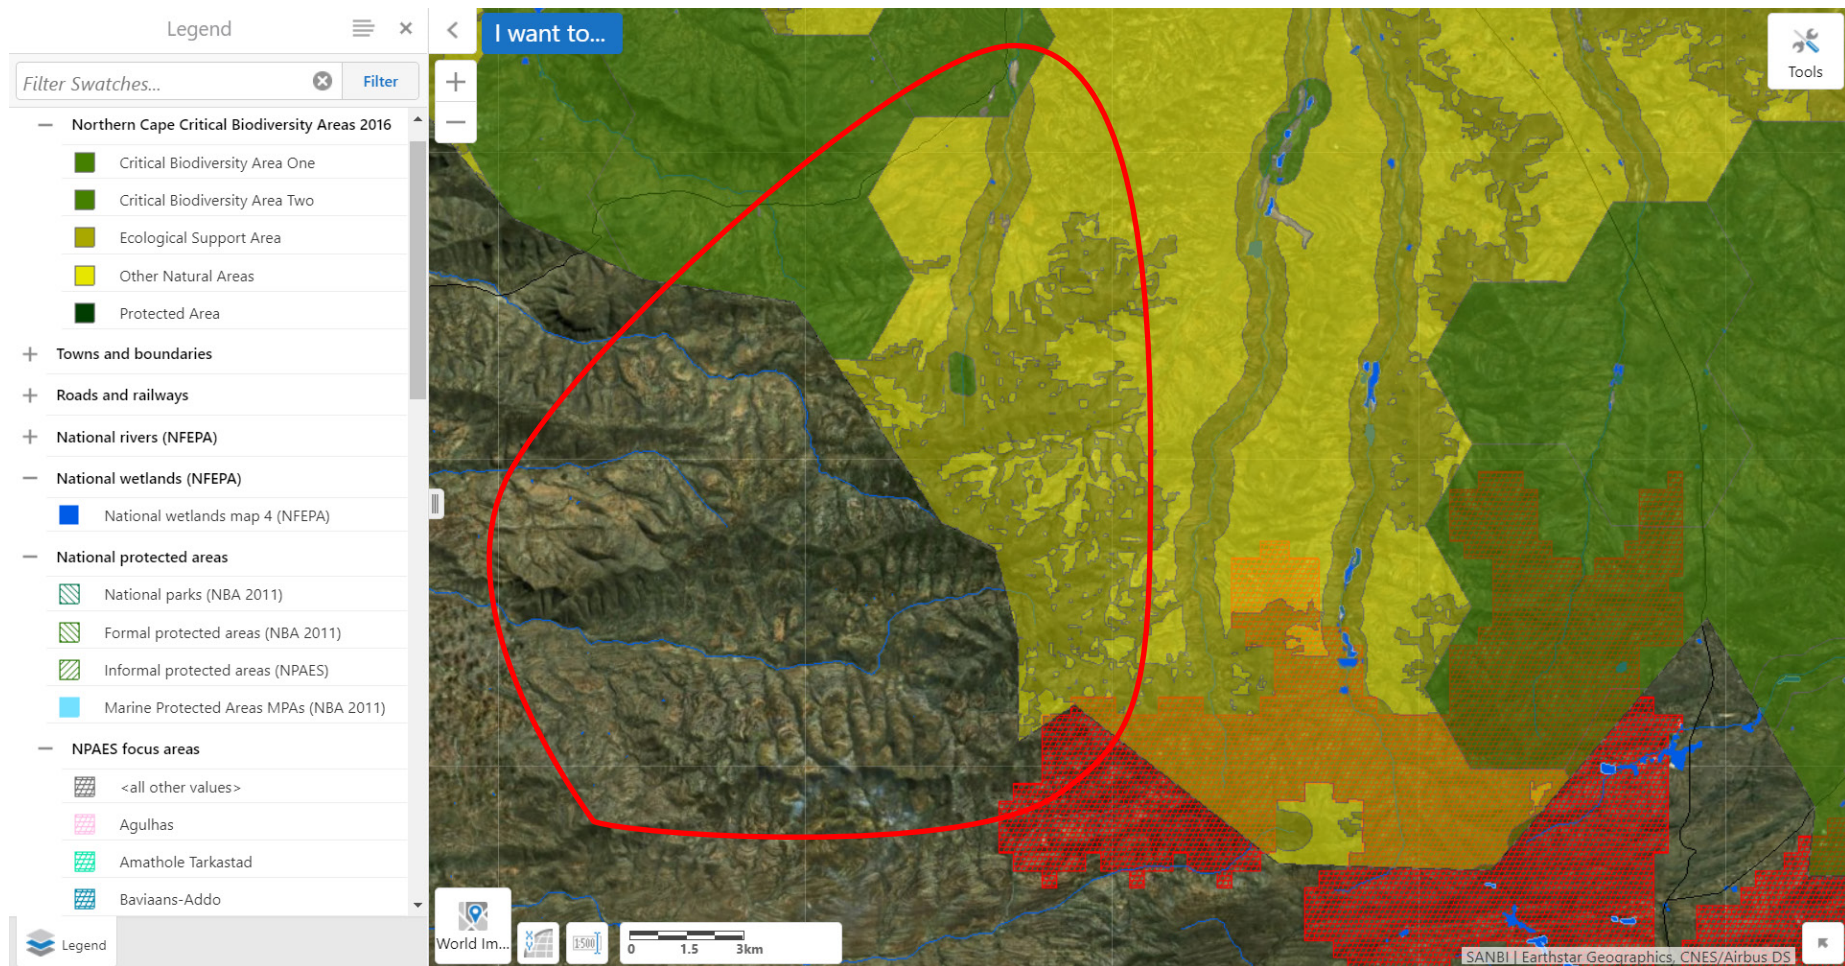 Legend
Filter Swatches...
Filter
Northern Cape Critical Biodiversity Areas 2016
Critical Biodiversity Area One
Critical Biodiversity Area Two
Ecological Support Area
Other Natural Areas
Protected Area
Towns and boundaries
Roads and railways
National rivers (NFEPA)
National wetlands (NFEPA)
National wetlands map 4 (NFEPA)
National protected areas
National parks (NBA 2011)
Formal protected areas (NBA 2011)
Informal protected areas (NPAES)
Marine Protected Areas MPAs (NBA 2011)
NPAES focus areas
<all other values>
Agulhas
Amathole Tarkastad
Baviaans-Addo
Legend
I want to...
Tools
World Im...
X Y
1:500
0 1.5 3km
SANBI | Earthstar Geographics, CNES/Airbus DS